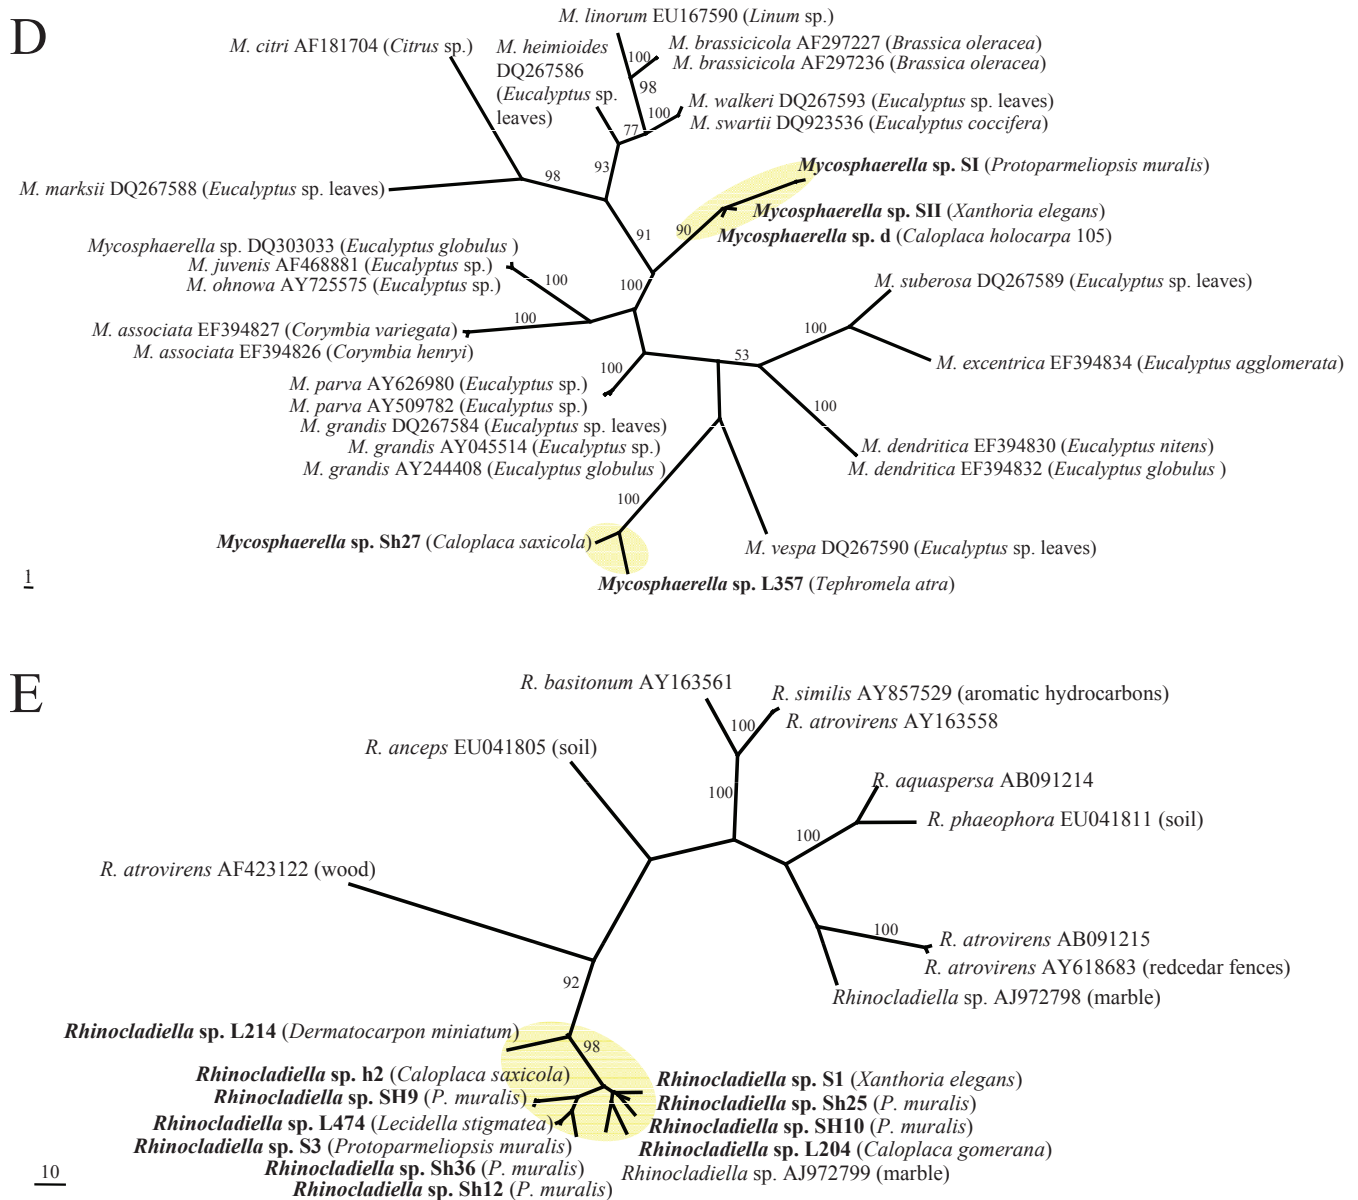 D
M. linorum EU167590 (Linum sp.)
M. citri AF181704 (Citrus sp.)
M. heimioides
DQ267586
(Eucalyptus sp.
leaves)
100
M. brassicicola AF297227 (Brassica oleracea)
M. brassicicola AF297236 (Brassica oleracea)
98
100
M. walkeri DQ267593 (Eucalyptus sp. leaves)
M. swartii DQ923536 (Eucalyptus coccifera)
77
93
98
M. marksii DQ267588 (Eucalyptus sp. leaves)
Mycosphaerella sp. SI (Protoparmeliopsis muralis)
Mycosphaerella sp. SII (Xanthoria elegans)
Mycosphaerella sp. d (Caloplaca holocarpa 105)
90
91
100
Mycosphaerella sp. DQ303033 (Eucalyptus globulus )
M. juvenis AF468881 (Eucalyptus sp.)
M. ohnowa AY725575 (Eucalyptus sp.)
100
M. suberosa DQ267589 (Eucalyptus sp. leaves)
100
M. associata EF394827 (Corymbia variegata)
M. associata EF394826 (Corymbia henryi)
100
53
M. excentrica EF394834 (Eucalyptus agglomerata)
100
M. parva AY626980 (Eucalyptus sp.)
M. parva AY509782 (Eucalyptus sp.)
M. grandis DQ267584 (Eucalyptus sp. leaves)
M. grandis AY045514 (Eucalyptus sp.)
M. grandis AY244408 (Eucalyptus globulus )
100
M. dendritica EF394830 (Eucalyptus nitens)
M. dendritica EF394832 (Eucalyptus globulus )
100
Mycosphaerella sp. Sh27 (Caloplaca saxicola)
M. vespa DQ267590 (Eucalyptus sp. leaves)
Mycosphaerella sp. L357 (Tephromela atra)
1
E
R. basitonum AY163561
R. similis AY857529 (aromatic hydrocarbons)
R. atrovirens AY163558
100
R. anceps EU041805 (soil)
100
R. aquaspersa AB091214
R. phaeophora EU041811 (soil)
100
R. atrovirens AF423122 (wood)
100
R. atrovirens AB091215
R. atrovirens AY618683 (redcedar fences)
Rhinocladiella sp. AJ972798 (marble)
92
Rhinocladiella sp. L214 (Dermatocarpon miniatum)
98
Rhinocladiella sp. h2 (Caloplaca saxicola)
Rhinocladiella sp. SH9 (P. muralis)
Rhinocladiella sp. L474 (Lecidella stigmatea)
Rhinocladiella sp. S3 (Protoparmeliopsis muralis)
Rhinocladiella sp. Sh36 (P. muralis)
Rhinocladiella sp. Sh12 (P. muralis)
Rhinocladiella sp. S1 (Xanthoria elegans)
Rhinocladiella sp. Sh25 (P. muralis)
Rhinocladiella sp. SH10 (P. muralis)
Rhinocladiella sp. L204 (Caloplaca gomerana)
Rhinocladiella sp. AJ972799 (marble)
10